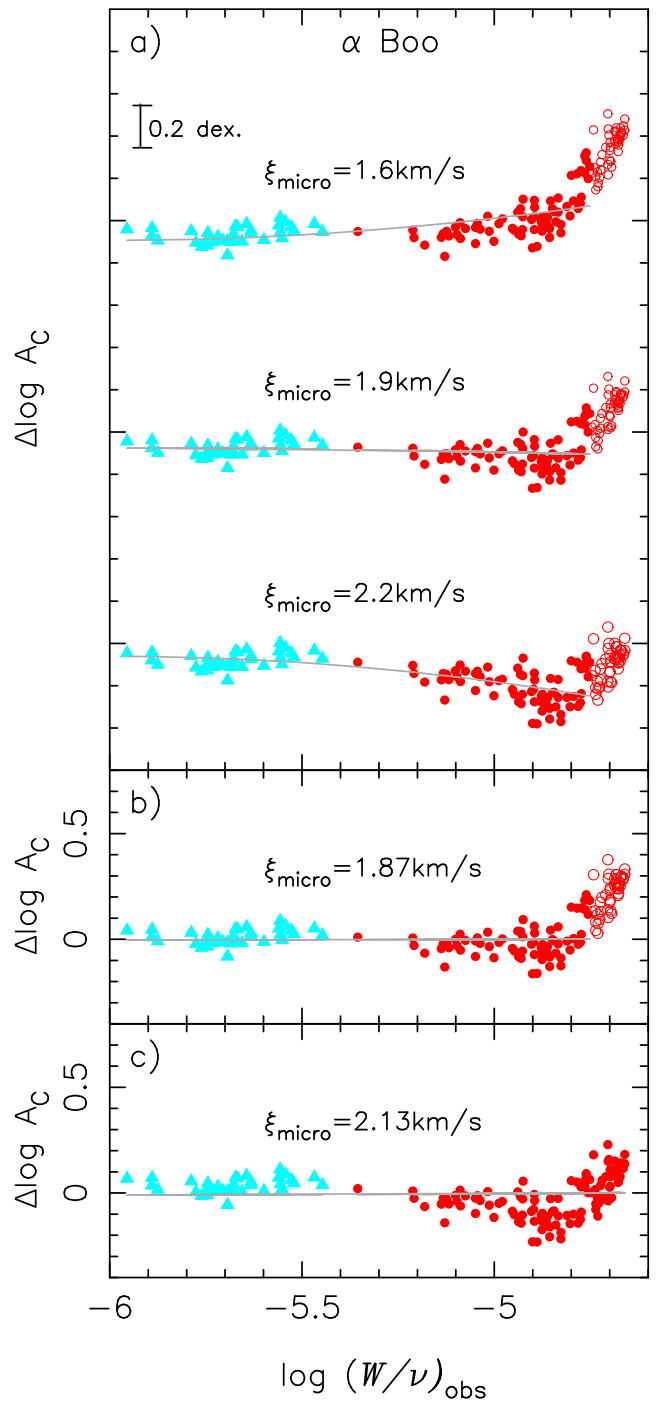 a)
α Boo
0.2 dex.
ξmicro=1.6km/s
Δlog AC
ξmicro=1.9km/s
ξmicro=2.2km/s
b)
0.5
Δlog AC
ξmicro=1.87km/s
0
c)
0.5
Δlog AC
ξmicro=2.13km/s
0
−6
−5.5
−5
log (W/ν)obs